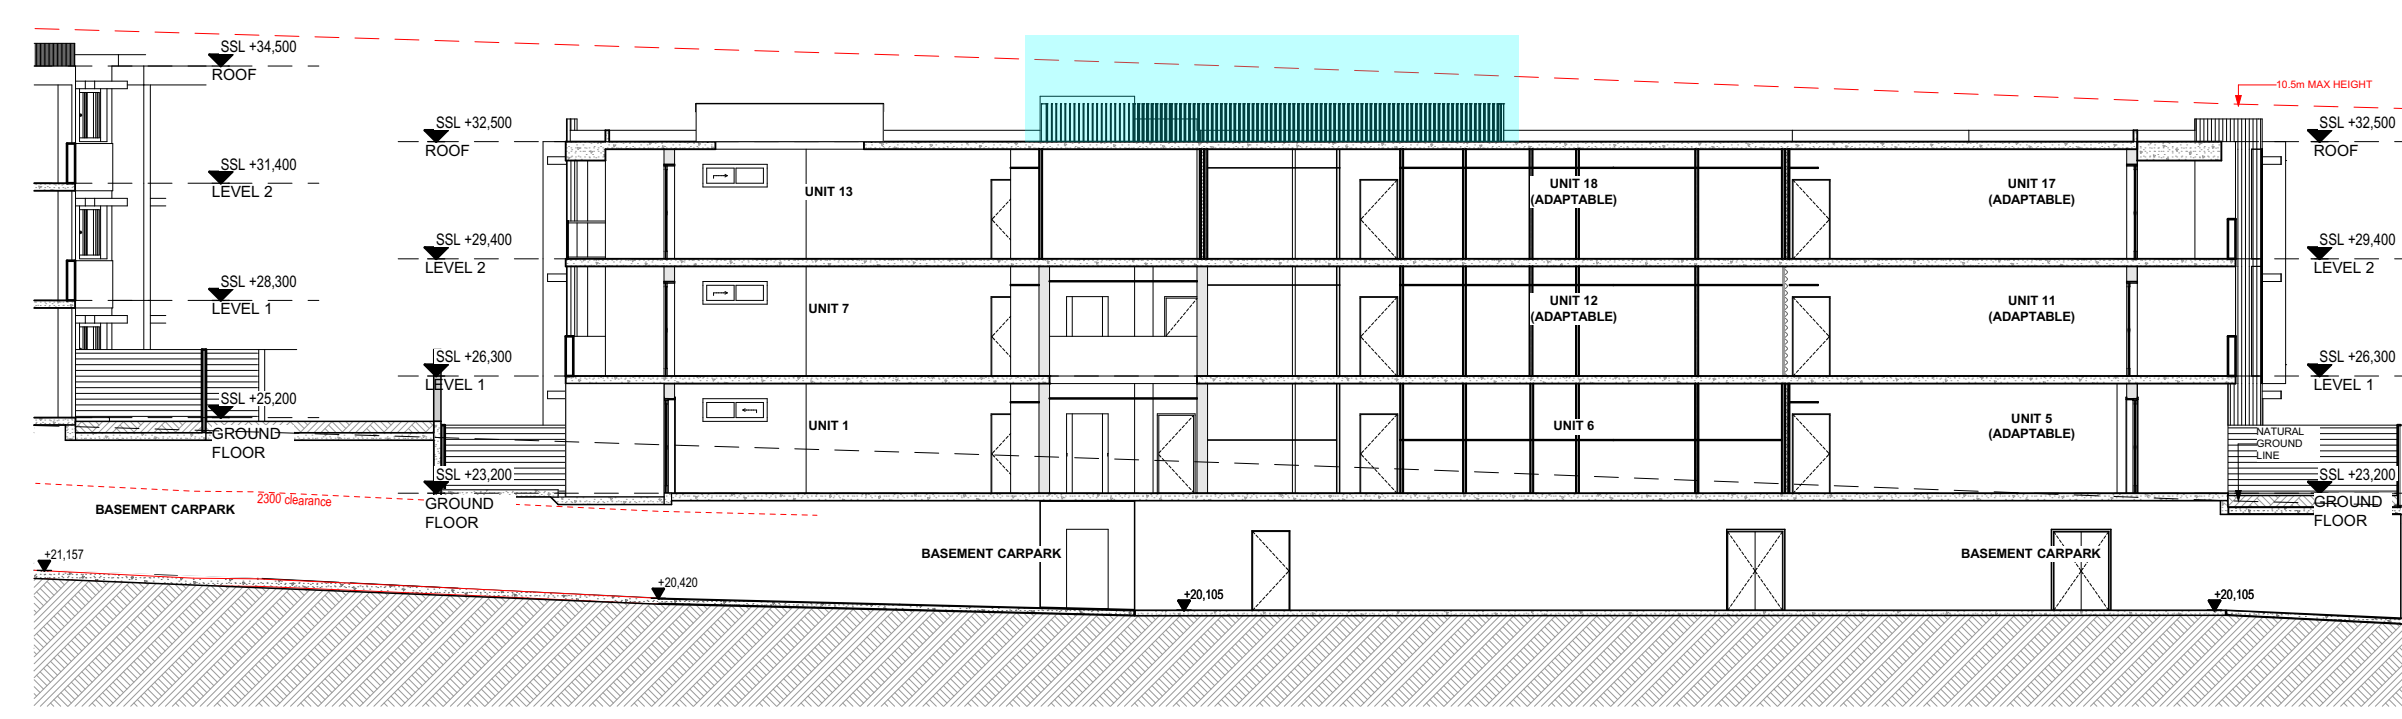 SSL +34,500
ROOF
10.5m MAX HEIGHT
SSL +32,500
ROOF
SSL +32,500
ROOF
SSL +31,400
LEVEL 2
UNIT 13
UNIT 18
(ADAPTABLE)
UNIT 17
(ADAPTABLE)
SSL +29,400
LEVEL 2
SSL +29,400
LEVEL 2
SSL +28,300
LEVEL 1
UNIT 7
UNIT 12
(ADAPTABLE)
UNIT 11
(ADAPTABLE)
SSL +26,300
LEVEL 1
SSL +26,300
LEVEL 1
SSL +25,200
GROUND
FLOOR
UNIT 1
UNIT 6
UNIT 5
(ADAPTABLE)
NATURAL
GROUND
LINE
SSL +23,200
GROUND
FLOOR
SSL +23,200
GROUND
FLOOR
2300 clearance
BASEMENT CARPARK
BASEMENT CARPARK
BASEMENT CARPARK
+21,157
+20,420
+20,105
+20,105